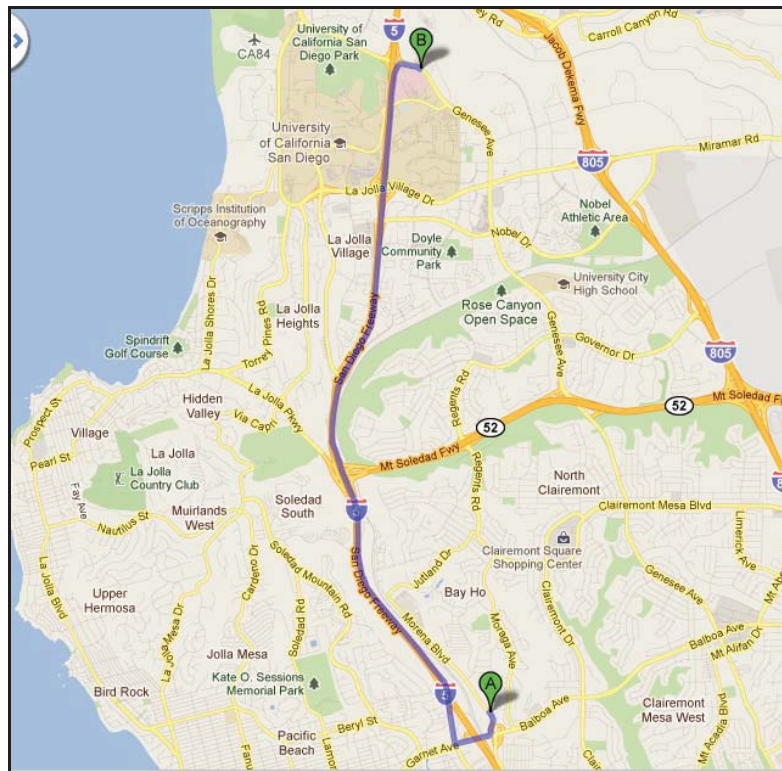 University of
California San
Diego Park
CA84
5
B
Jacob Dekema Fwy
Carroll Canyon Rd
Genesee Ave
University
of California
San Diego
805
Miramar Rd
La Jolla Village Dr
Scripps Institution
of Oceanography
Nobel
Athletic Area
La Jolla
Village
Doyle
Community
Park
Nobel Dr
University City
High School
La Jolla Shores Dr
Torrey Pines Rd
La Jolla
Heights
Rose Canyon
Open Space
San Diego Freeway
Genesee Ave
Governor Dr
805
Spindrift
Golf Course
Regents Rd
La Jolla Pkwy
Hidden
Valley
Via Capri
52
52
Mt Soledad
Prospect St
Village
Pearl St
La Jolla
Mt Soledad Fwy
La Jolla
Country Club
Fay Ave
Regents Rd
North
Clairemont
Soledad
South
Muirlands
West
Nautilus St
5
Clairemont Mesa Blvd
Clairemont Square
Shopping Center
Limerick Ave
San Diego Freeway
Soledad Mountain Rd
Cardeno Dr
Soledad Rd
Jutland Dr
Bay Ho
Clairemont Dr
Genesee Ave
Upper
Hermosa
La Jolla Blvd
La Jolla Mesa Dr
Morena Blvd
Moraga Ave
Balboa Ave
Mt Alifan Dr
Jolla Mesa
Kate O. Sessions
Memorial Park
5
A
Bird Rock
Clairemont
Mesa West
Mt Acadia Blvd
Beryl St
Balboa Ave
Pacific
Beach
Garnet Ave